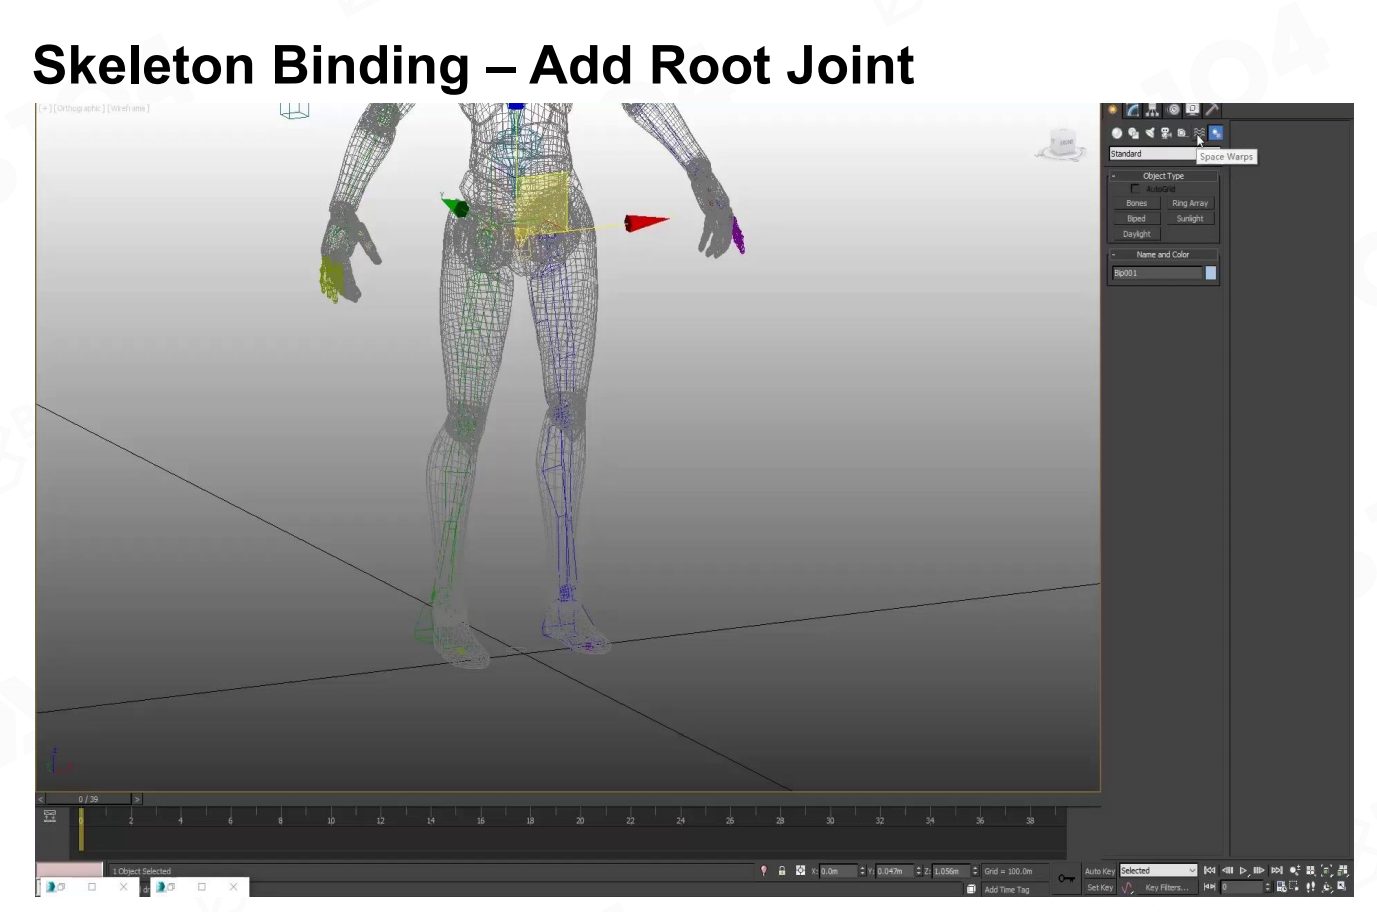 Skeleton Binding – Add Root Joint
[+][Orthographic][Wireframe]
Standard
Space Warps
- Object Type
AutoGrid
Bones Ring Array
Biped Sunlight
Daylight
- Name and Color
Bip001
0 / 39
0 2 4 6 8 10 12 14 16 18 20 22 24 26 28 30 32 34 36 38
1 Object Selected
X: 0.0m Y: 0.047m Z: 1.056m Grid = 100.0m
Auto Key Selected
Add Time Tag
Set Key Key Filters... 0